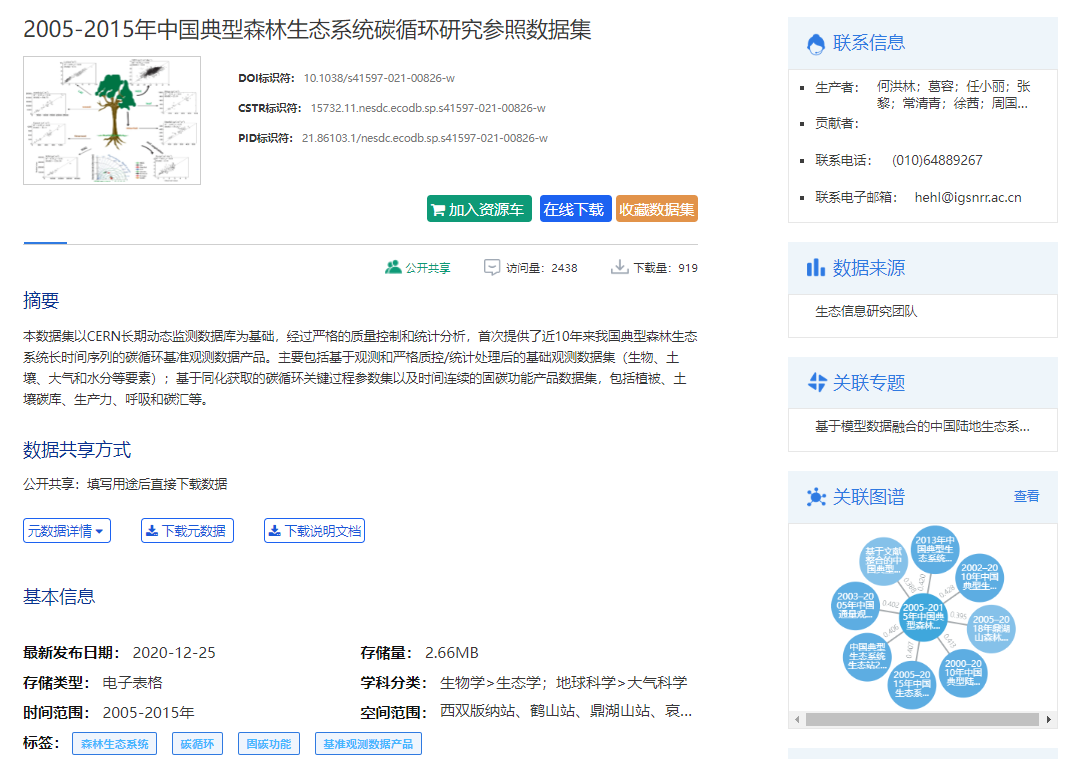 2005-2015年中国典型森林生态系统碳循环研究参照数据集
DOI标识符： 10.1038/s41597-021-00826-w
CSTR标识符： 15732.11.nesdc.ecodb.sp.s41597-021-00826-w
PID标识符： 21.86103.1/nesdc.ecodb.sp.s41597-021-00826-w
加入资源车 在线下载 收藏数据集
公开共享 访问量：2438 下载量：919
摘要
本数据集以CERN长期动态监测数据库为基础，经过严格的质量控制和统计分析，首次提供了近10年来我国典型森林生态
系统长时间序列的碳循环基准观测数据产品。主要包括基于观测和严格质控/统计处理后的基础观测数据集（生物、土
壤、大气和水分等要素）；基于同化获取的碳循环关键过程参数集以及时间连续的固碳功能产品数据集，包括植被、土
壤碳库、生产力、呼吸和碳汇等。
数据共享方式
公开共享：填写用途后直接下载数据
元数据详情 下载元数据 下载说明文档
基本信息
最新发布日期： 2020-12-25 存储量： 2.66MB
存储类型： 电子表格 学科分类： 生物学>生态学；地球科学>大气科学
时间范围： 2005-2015年 空间范围： 西双版纳站、鹤山站、鼎湖山站、哀...
标签： 森林生态系统 碳循环 固碳功能 基准观测数据产品
联系信息
生产者： 何洪林；葛容；任小丽；张
黎；常清青；徐茜；周国...
贡献者：
联系电话： (010)64889267
联系电子邮箱： hehl@igsnrr.ac.cn
数据来源
生态信息研究团队
关联专题
基于模型数据融合的中国陆地生态系...
关联图谱 查看
2013年中
国典型生
态系统...
基于文献
整合的中
国典型...
2002–20
10年中国
典型生...
2003–20
05年中国
通量观...
2005-201
5年中国典
型森林...
2005–20
18年鼎湖
山森林...
中国典型
生态系统
生态站2...
2005–20
15年中国
生态系...
2000–20
10年中国
典型陆...